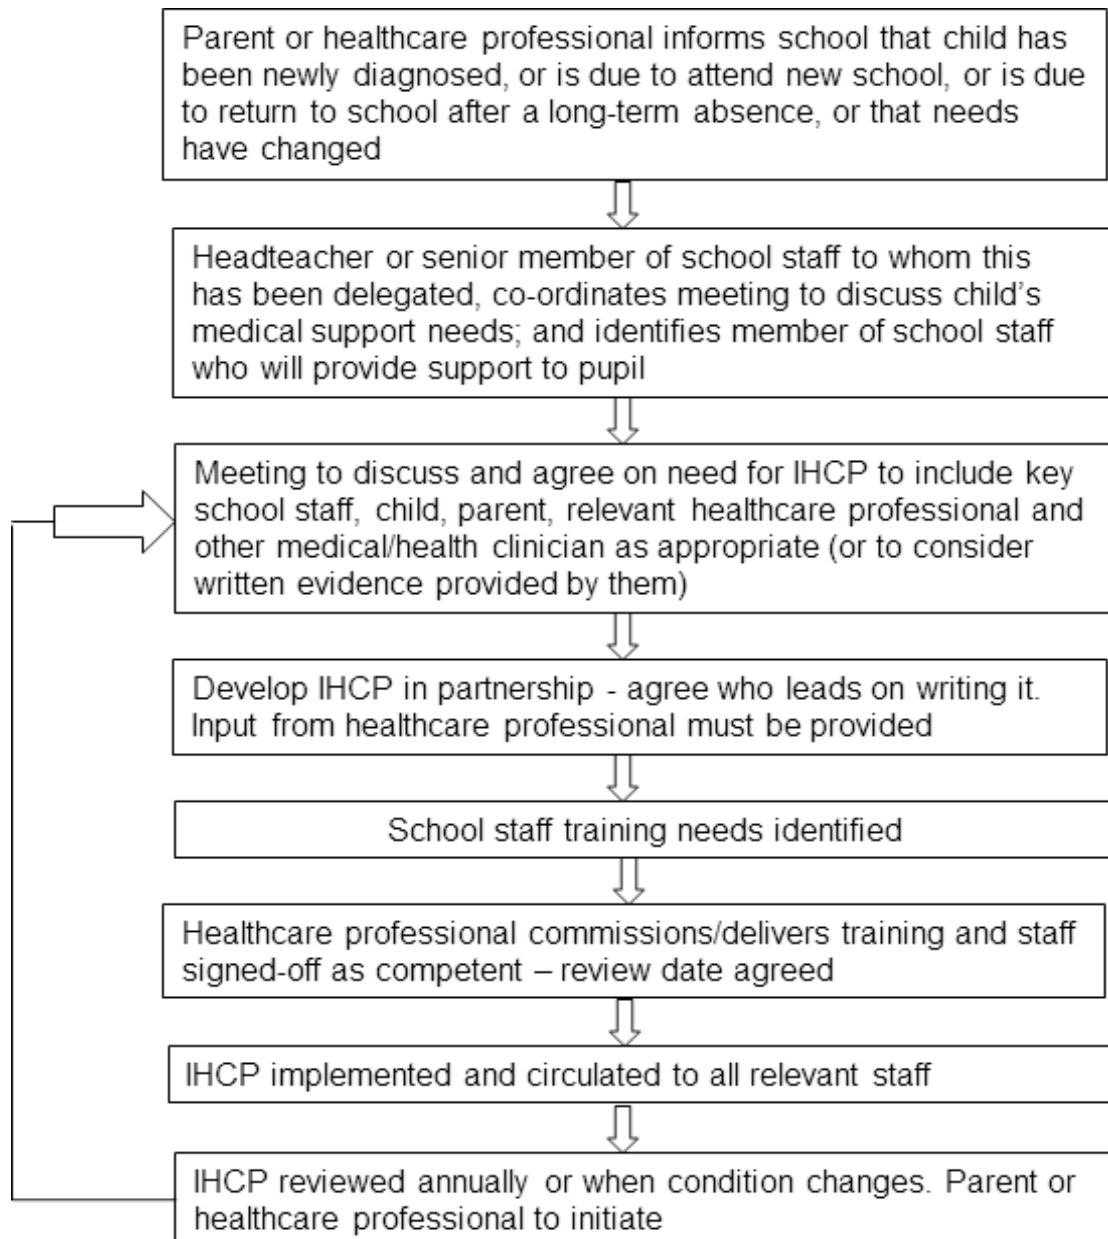 Parent or healthcare professional informs school that child has
been newly diagnosed, or is due to attend new school, or is due
to return to school after a long-term absence, or that needs
have changed
Headteacher or senior member of school staff to whom this
has been delegated, co-ordinates meeting to discuss child's
medical support needs; and identifies member of school staff
who will provide support to pupil
Meeting to discuss and agree on need for IHCP to include key
school staff, child, parent, relevant healthcare professional and
other medical/health clinician as appropriate (or to consider
written evidence provided by them)
Develop IHCP in partnership - agree who leads on writing it.
Input from healthcare professional must be provided
School staff training needs identified
Healthcare professional commissions/delivers training and staff
signed-off as competent – review date agreed
IHCP implemented and circulated to all relevant staff
IHCP reviewed annually or when condition changes. Parent or
healthcare professional to initiate